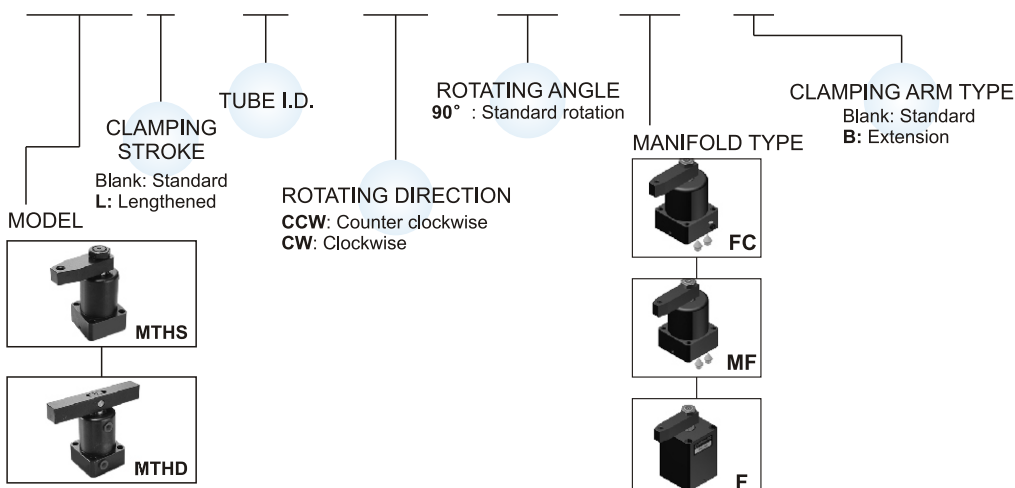 MODEL
MTHS
MTHD
CLAMPING
STROKE
Blank: Standard
L: Lengthened
TUBE I.D.
ROTATING DIRECTION
CCW: Counter clockwise
CW: Clockwise
ROTATING ANGLE
90° : Standard rotation
MANIFOLD TYPE
FC
MF
F
CLAMPING ARM TYPE
Blank: Standard
B: Extension